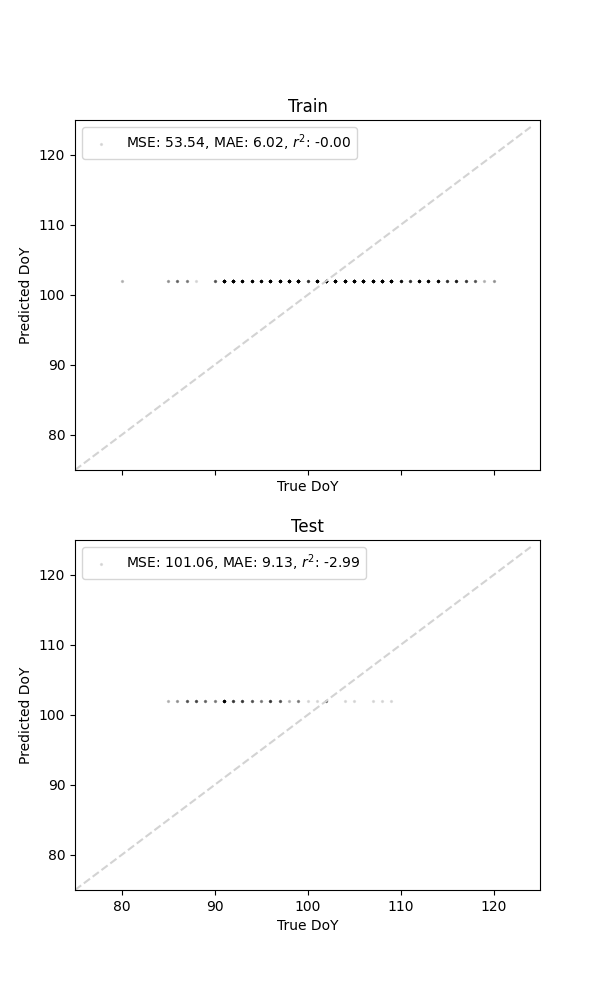 Train
MSE: 53.54, MAE: 6.02, r²: -0.00
120
110
100
90
80
Predicted DoY
True DoY
Test
MSE: 101.06, MAE: 9.13, r²: -2.99
120
110
100
90
80
Predicted DoY
80 90 100 110 120
True DoY